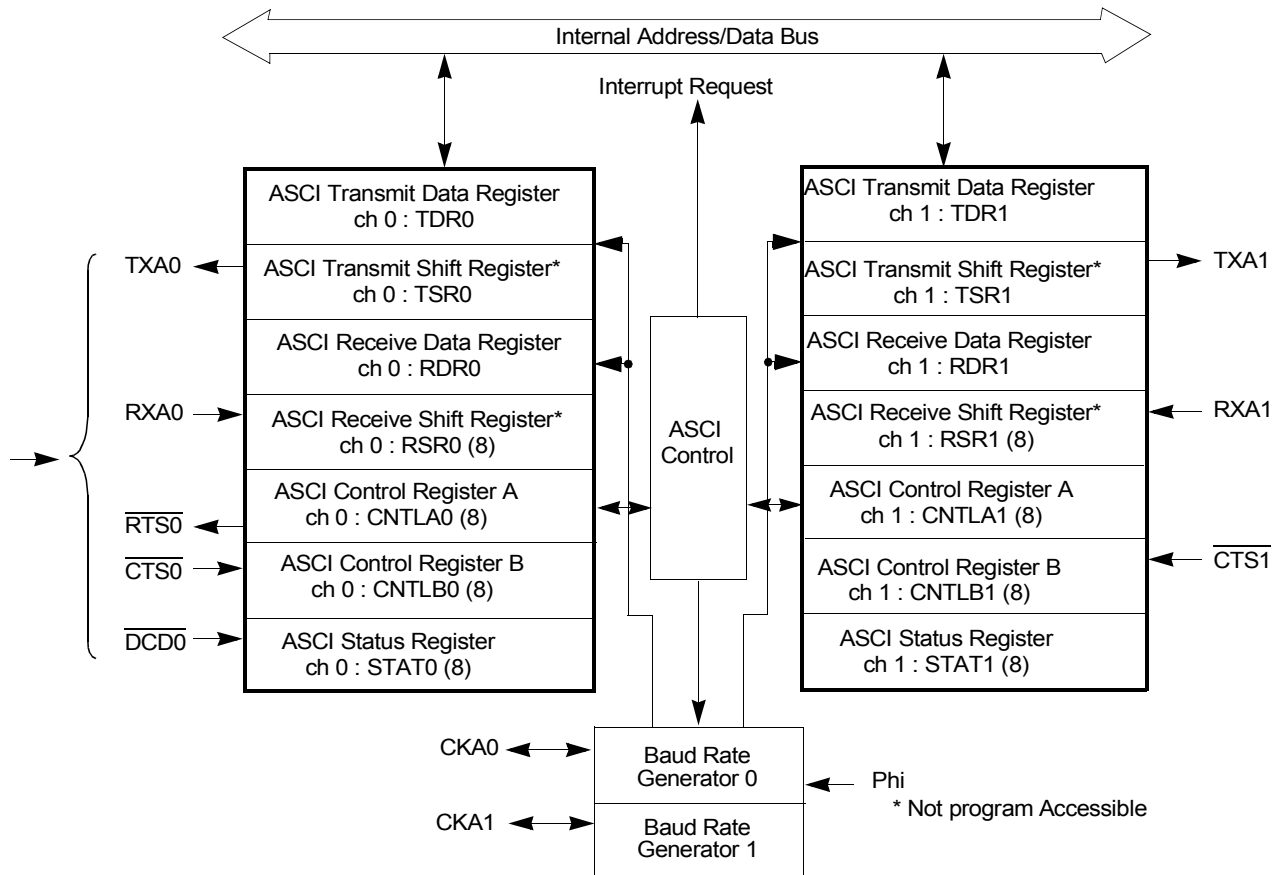 Internal Address/Data Bus
Interrupt Request
ASCI Transmit Data Register
ch 0 : TDR0
ASCI Transmit Shift Register*
ch 0 : TSR0
ASCI Receive Data Register
ch 0 : RDR0
ASCI Receive Shift Register*
ch 0 : RSR0 (8)
ASCI Control Register A
ch 0 : CNTLA0 (8)
ASCI Control Register B
ch 0 : CNTLB0 (8)
ASCI Status Register
ch 0 : STAT0 (8)
TXA0
RXA0
R̅T̅S̅0̅
C̅T̅S̅0̅
D̅C̅D̅0̅
ASCI
Control
ASCI Transmit Data Register
ch 1 : TDR1
ASCI Transmit Shift Register*
ch 1 : TSR1
ASCI Receive Data Register
ch 1 : RDR1
ASCI Receive Shift Register*
ch 1 : RSR1 (8)
ASCI Control Register A
ch 1 : CNTLA1 (8)
ASCI Control Register B
ch 1 : CNTLB1 (8)
ASCI Status Register
ch 1 : STAT1 (8)
TXA1
RXA1
C̅T̅S̅1̅
CKA0
Baud Rate
Generator 0
CKA1
Baud Rate
Generator 1
Phi
* Not program Accessible